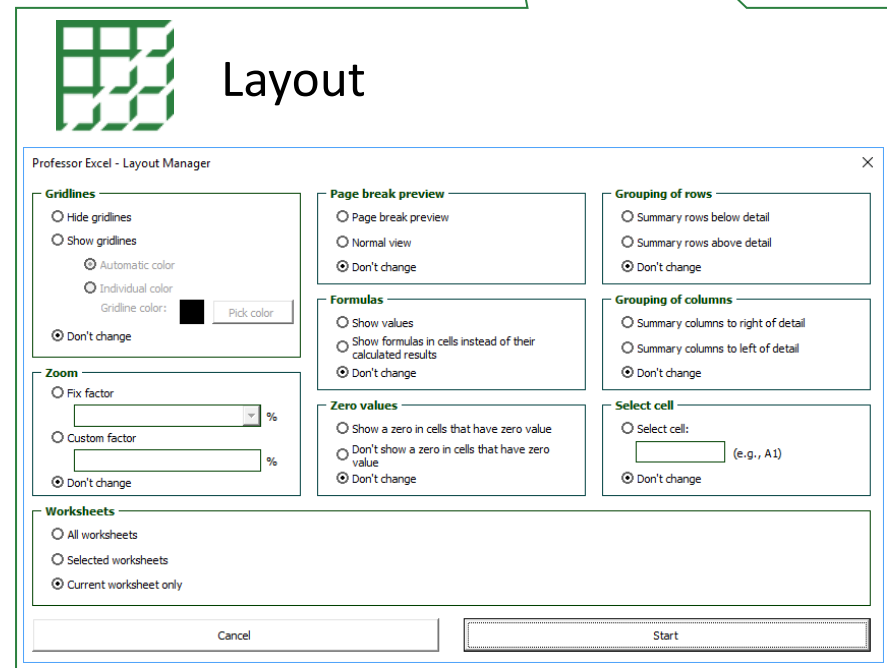 Layout
Professor Excel - Layout Manager
Gridlines
Hide gridlines
Show gridlines
Automatic color
Individual color
Gridline color:
Pick color
Don't change
Zoom
Fix factor
%
Custom factor
%
Don't change
Page break preview
Page break preview
Normal view
Don't change
Formulas
Show values
Show formulas in cells instead of their
calculated results
Don't change
Zero values
Show a zero in cells that have zero value
Don't show a zero in cells that have zero
value
Don't change
Grouping of rows
Summary rows below detail
Summary rows above detail
Don't change
Grouping of columns
Summary columns to right of detail
Summary columns to left of detail
Don't change
Select cell
Select cell:
(e.g., A1)
Don't change
Worksheets
All worksheets
Selected worksheets
Current worksheet only
Cancel
Start